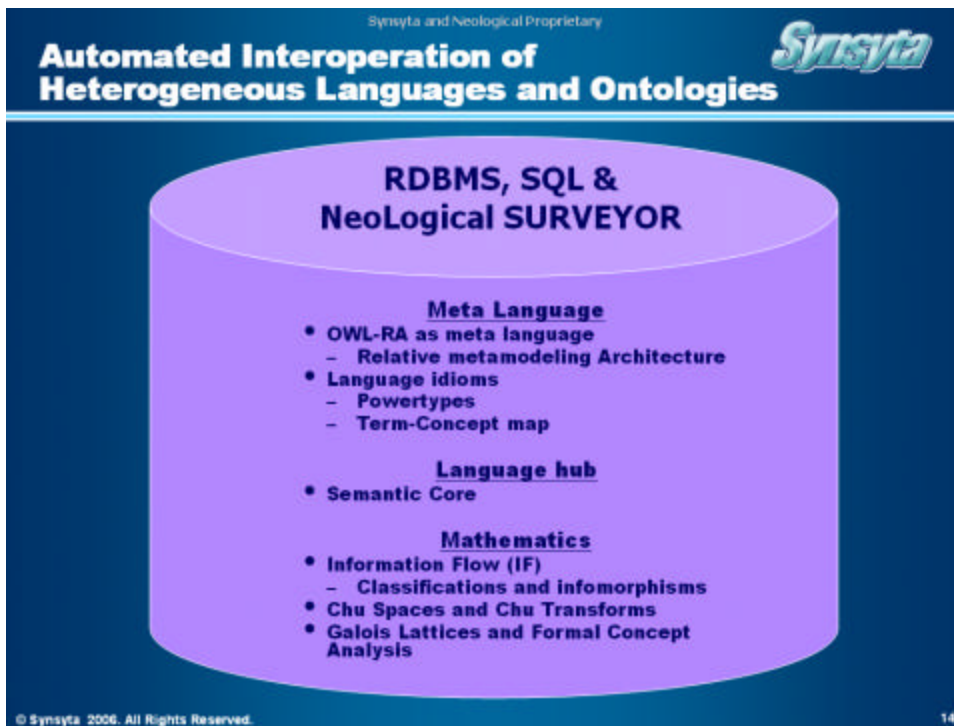 Synsyta and Neological Proprietary
Automated Interoperation of
Heterogeneous Languages and Ontologies
Synsyta
RDBMS, SQL &
NeoLogical SURVEYOR
Meta Language
• OWL-RA as meta language
– Relative metamodeling Architecture
• Language idioms
– Powertypes
– Term-Concept map
Language hub
• Semantic Core
Mathematics
• Information Flow (IF)
– Classifications and infomorphisms
• Chu Spaces and Chu Transforms
• Galois Lattices and Formal Concept
Analysis
© Synsyta 2006. All Rights Reserved.
14